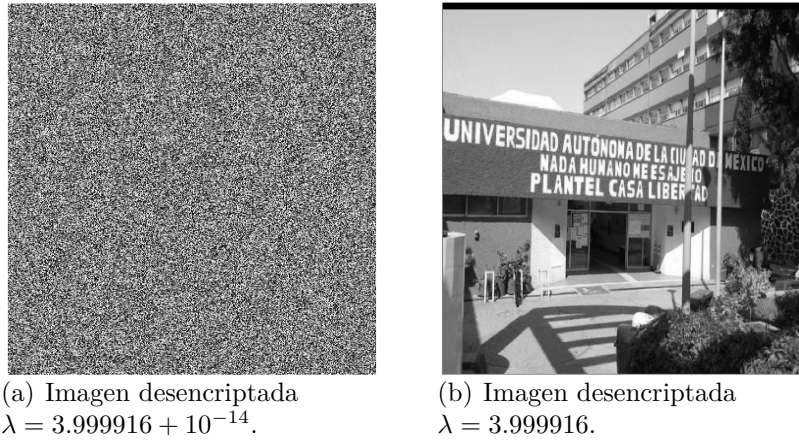 UNIVERSIDAD AUTÓNOMA DE LA CIUDAD DE MÉXICO
NADA HUMANO ME ES AJENO
PLANTEL CASA LIBERTAD
(a) Imagen desencriptada
λ = 3.999916 + 10⁻¹⁴.
(b) Imagen desencriptada
λ = 3.999916.